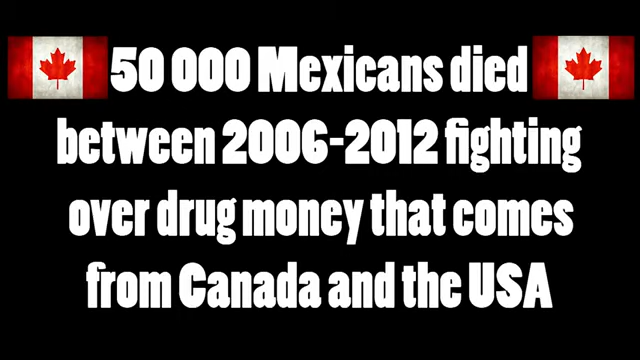 50 000 Mexicans died
between 2006-2012 fighting
over drug money that comes
from Canada and the USA